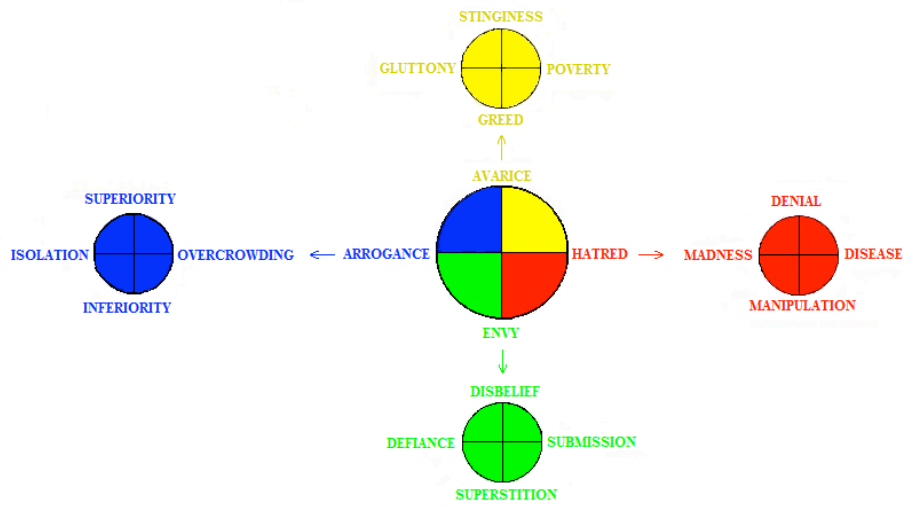 STINGINESS
GLUTTONY POVERTY
GREED
AVARICE
SUPERIORITY DENIAL
ISOLATION OVERCROWDING ARROGANCE HATRED MADNESS DISEASE
INFERIORITY MANIPULATION
ENVY
DISBELIEF
DEFIANCE SUBMISSION
SUPERSTITION